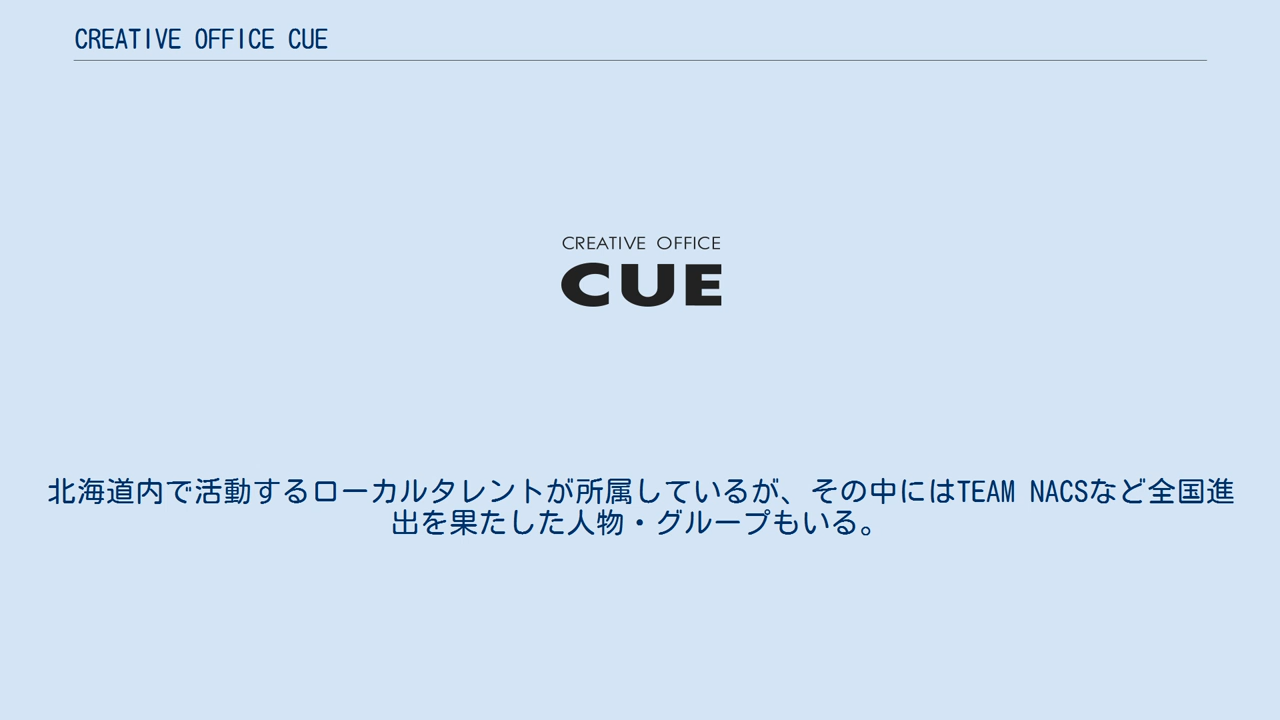 CREATIVE OFFICE CUE
CREATIVE OFFICE
CUE
北海道内で活動するローカルタレントが所属しているが、その中にはTEAM NACSなど全国進
出を果たした人物・グループもいる。